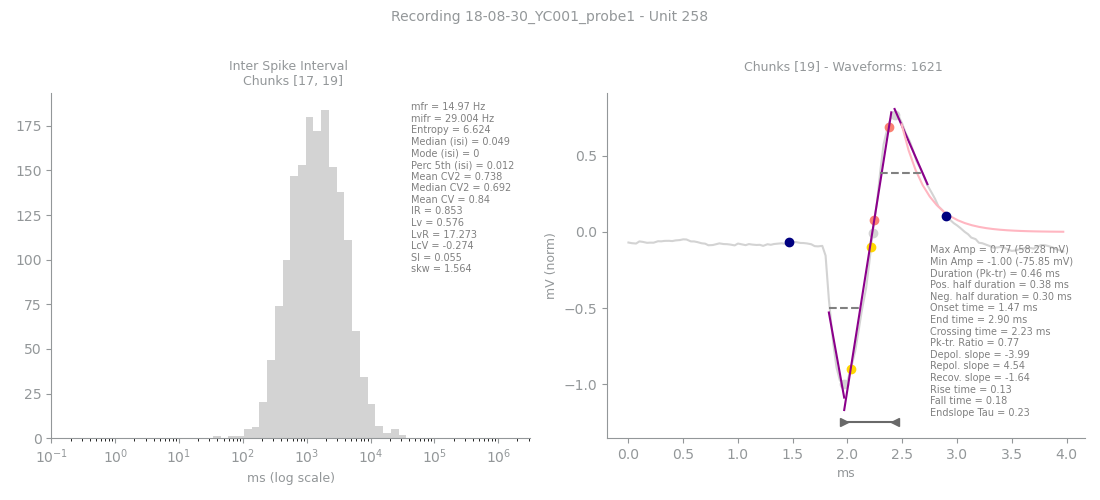 Recording 18-08-30_YC001_probe1 - Unit 258
Inter Spike Interval
Chunks [17, 19]
175
150
125
100
75
50
25
0
10⁻¹
10⁰
10¹
10²
10³
10⁴
10⁵
10⁶
ms (log scale)
mfr = 14.97 Hz
mifr = 29.004 Hz
Entropy = 6.624
Median (isi) = 0.049
Mode (isi) = 0
Perc 5th (isi) = 0.012
Mean CV2 = 0.738
Median CV2 = 0.692
Mean CV = 0.84
IR = 0.853
Lv = 0.576
LvR = 17.273
LcV = -0.274
SI = 0.055
skw = 1.564
Chunks [19] - Waveforms: 1621
mV (norm)
0.5
0.0
−0.5
−1.0
0.0
0.5
1.0
1.5
2.0
2.5
3.0
3.5
4.0
ms
Max Amp = 0.77 (58.28 mV)
Min Amp = -1.00 (-75.85 mV)
Duration (Pk-tr) = 0.46 ms
Pos. half duration = 0.38 ms
Neg. half duration = 0.30 ms
Onset time = 1.47 ms
End time = 2.90 ms
Crossing time = 2.23 ms
Pk-tr. Ratio = 0.77
Depol. slope = -3.99
Repol. slope = 4.54
Recov. slope = -1.64
Rise time = 0.13
Fall time = 0.18
Endslope Tau = 0.23